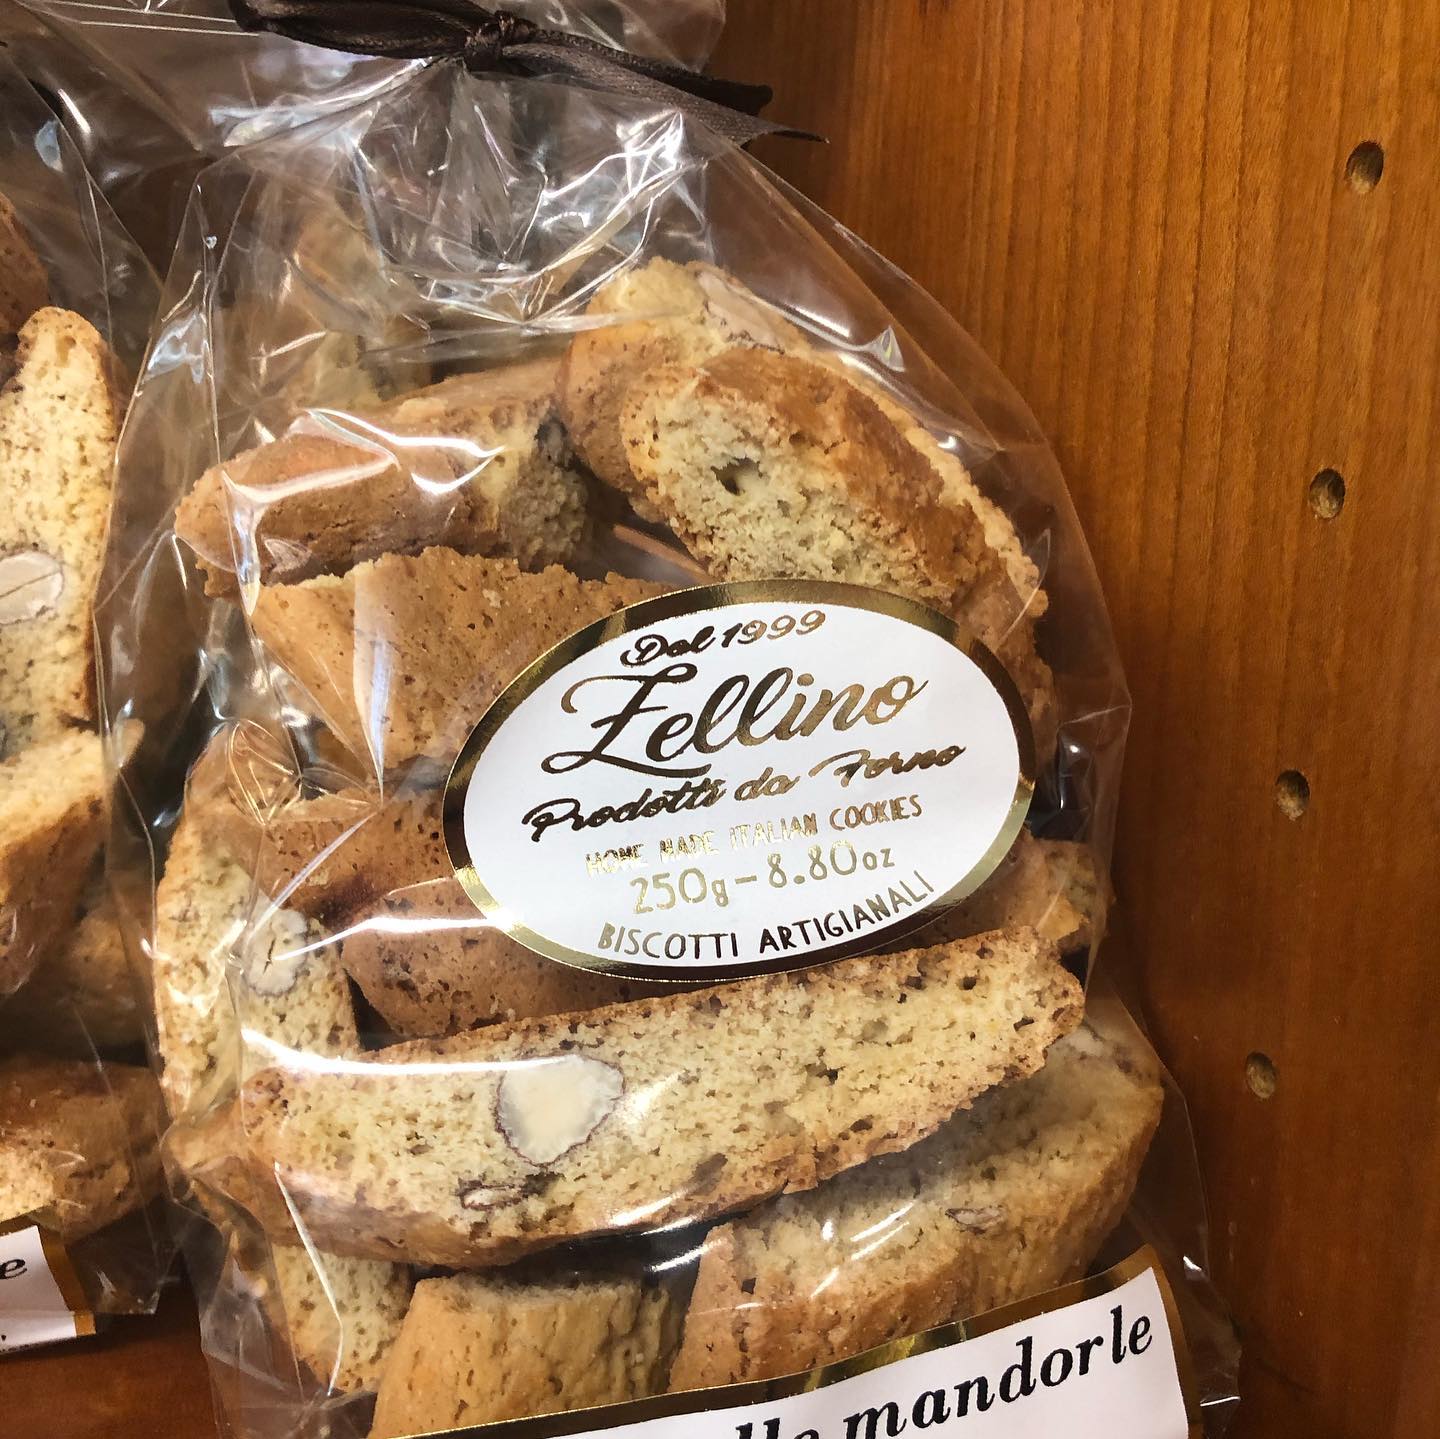 Dal 1999
Zellino
Prodotti da Forno
HOME MADE ITALIAN COOKIES
250g-8.80oz
BISCOTTI ARTIGIANALI
mandorle
e